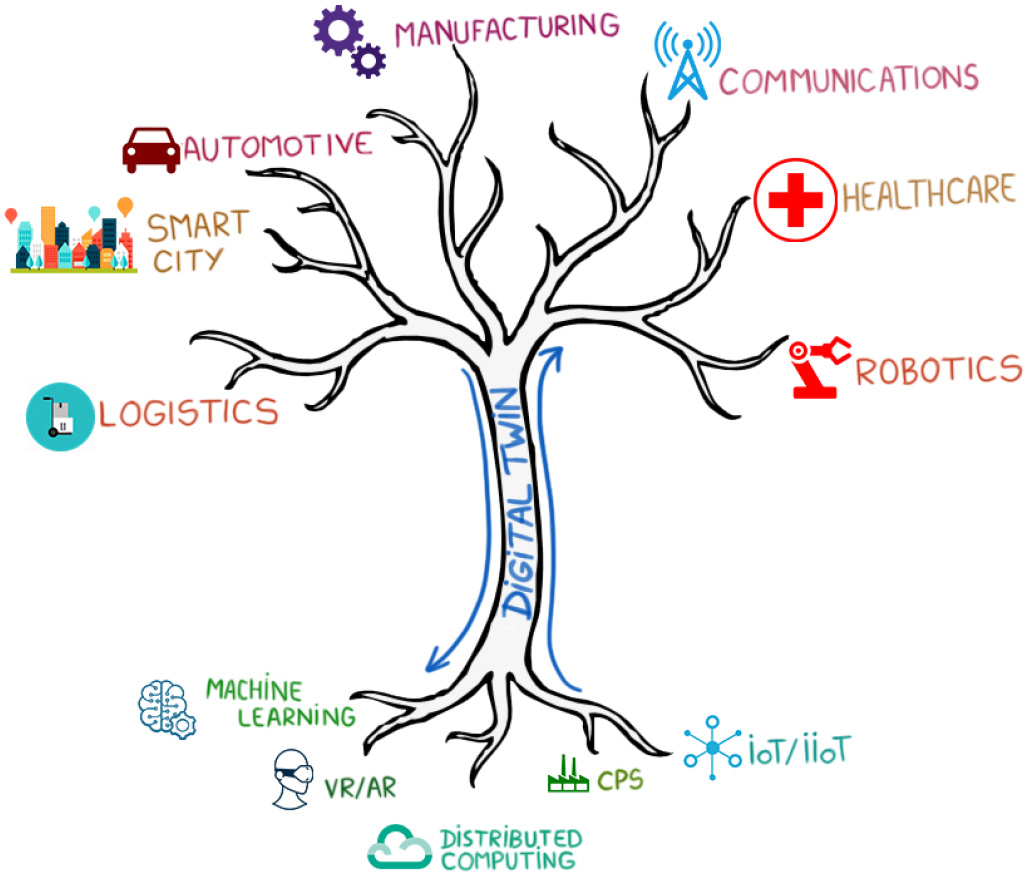 MANUFACTURING
COMMUNICATIONS
AUTOMOTIVE
HEALTHCARE
SMART
CITY
ROBOTICS
LOGISTICS
DIGITAL TWIN
MACHINE
LEARNING
IOT/IIOT
VR/AR
CPS
DISTRIBUTED
COMPUTING